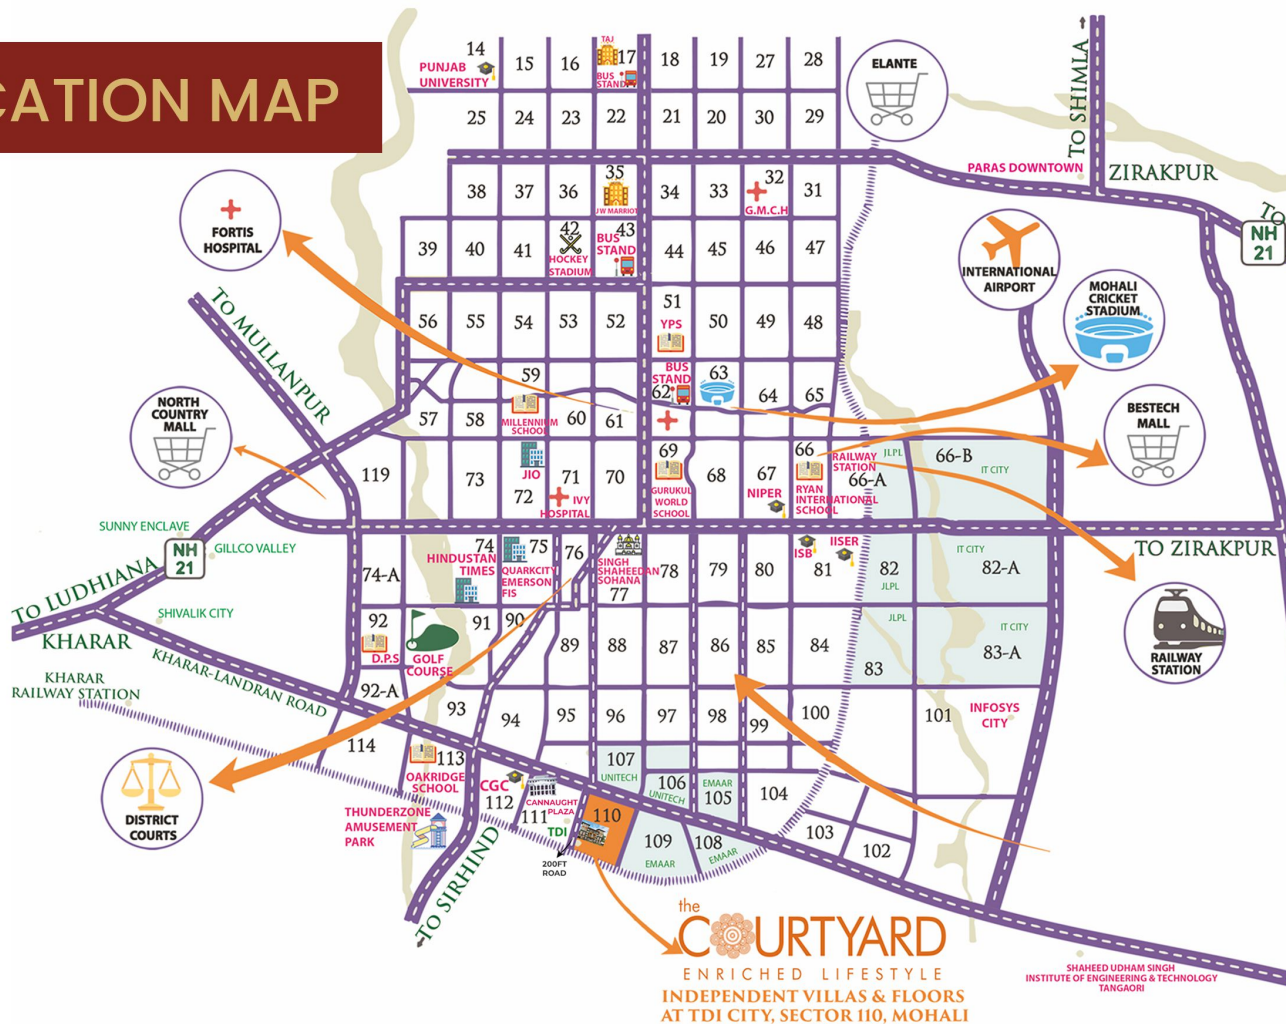 CATION MAP
14
PUNJAB
UNIVERSITY
15
16
TAJ
17
BUS
STAND
18
19
27
28
ELANTE
TO SHIMLA
25
24
23
22
21
20
30
29
PARAS DOWNTOWN
ZIRAKPUR
38
37
36
35
JW MARRIOT
34
33
32
G.M.C.H
31
FORTIS
HOSPITAL
39
40
41
42
HOCKEY
STADIUM
43
BUS
STAND
44
45
46
47
TO
NH
21
INTERNATIONAL
AIRPORT
MOHALI
CRICKET
STADIUM
TO MULLANPUR
56
55
54
53
52
51
YPS
50
49
48
59
BUS
STAND
62
63
64
65
NORTH
COUNTRY
MALL
57
58
MILLENNIUM
SCHOOL
60
61
BESTECH
MALL
119
73
JIO
72
71
IVY
HOSPITAL
70
69
GURUKUL
WORLD
SCHOOL
68
67
NIPER
66
RYAN
INTERNATIONAL
SCHOOL
RAILWAY
STATION
66-A
JLPL
66-B
IT CITY
SUNNY ENCLAVE
NH
21
GILLCO VALLEY
TO LUDHIANA
74-A
74
HINDUSTAN
TIMES
75
QUARKCITY
EMERSON
FIS
76
SINGH
SHAHEEDAN
SOHANA
77
78
79
80
ISB
IISER
81
82
JLPL
IT CITY
82-A
TO ZIRAKPUR
SHIVALIK CITY
KHARAR
KHARAR-LANDRAN ROAD
92
D.P.S
GOLF
COURSE
91
90
89
88
87
86
85
84
JLPL
83
IT CITY
83-A
RAILWAY
STATION
KHARAR
RAILWAY STATION
92-A
93
94
95
96
97
98
99
100
101
INFOSYS
CITY
114
113
OAKRIDGE
SCHOOL
107
UNITECH
106
UNITECH
EMAAR
105
104
DISTRICT
COURTS
THUNDERZONE
AMUSEMENT
PARK
CGC
112
CANNAUGHT
PLAZA
111
TDI
200FT
ROAD
110
109
EMAAR
108
EMAAR
103
102
TO SIRHIND
the
COURTYARD
ENRICHED LIFESTYLE
INDEPENDENT VILLAS & FLOORS
AT TDI CITY, SECTOR 110, MOHALI
SHAHEED UDHAM SINGH
INSTITUTE OF ENGINEERING & TECHNOLOGY
TANGAORI